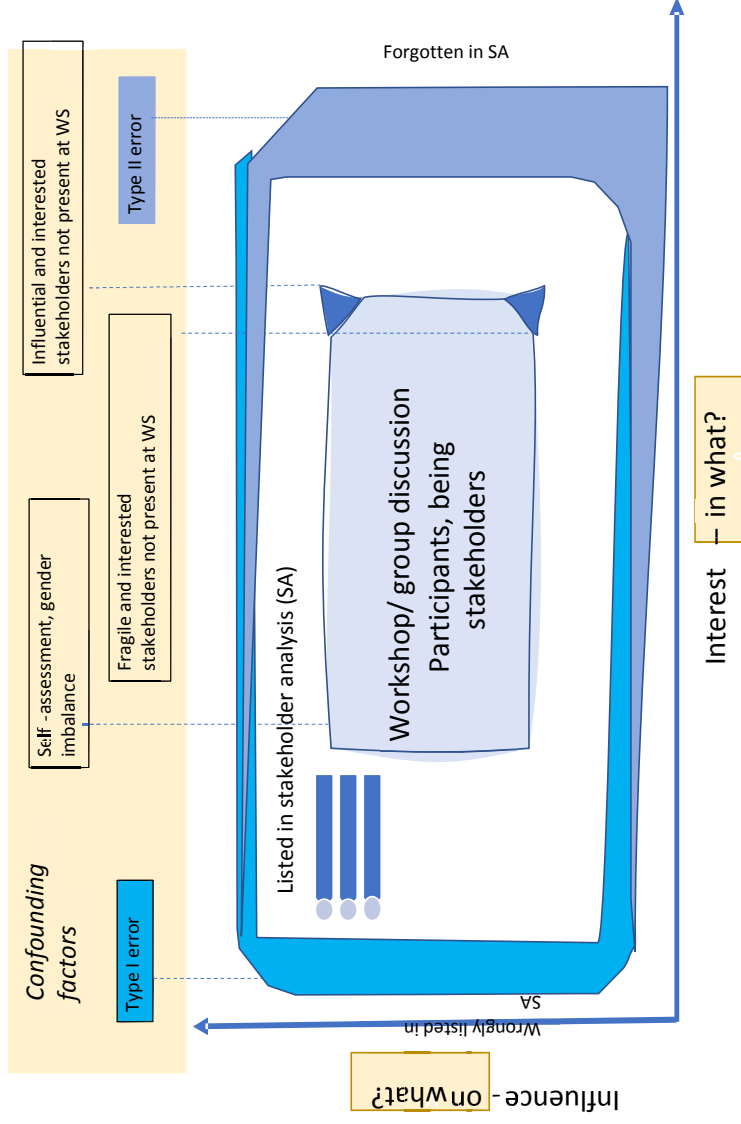 Confounding
factors
Self -assessment, gender
imbalance
Influential and interested
stakeholders not present at WS
Type I error
Fragile and interested
stakeholders not present at WS
Type II error
Listed in stakeholder analysis (SA)
Workshop/ group discussion
Participants, being
stakeholders
Forgotten in SA
Wrongly listed in
SA
Influence - on what?
Interest – in what?